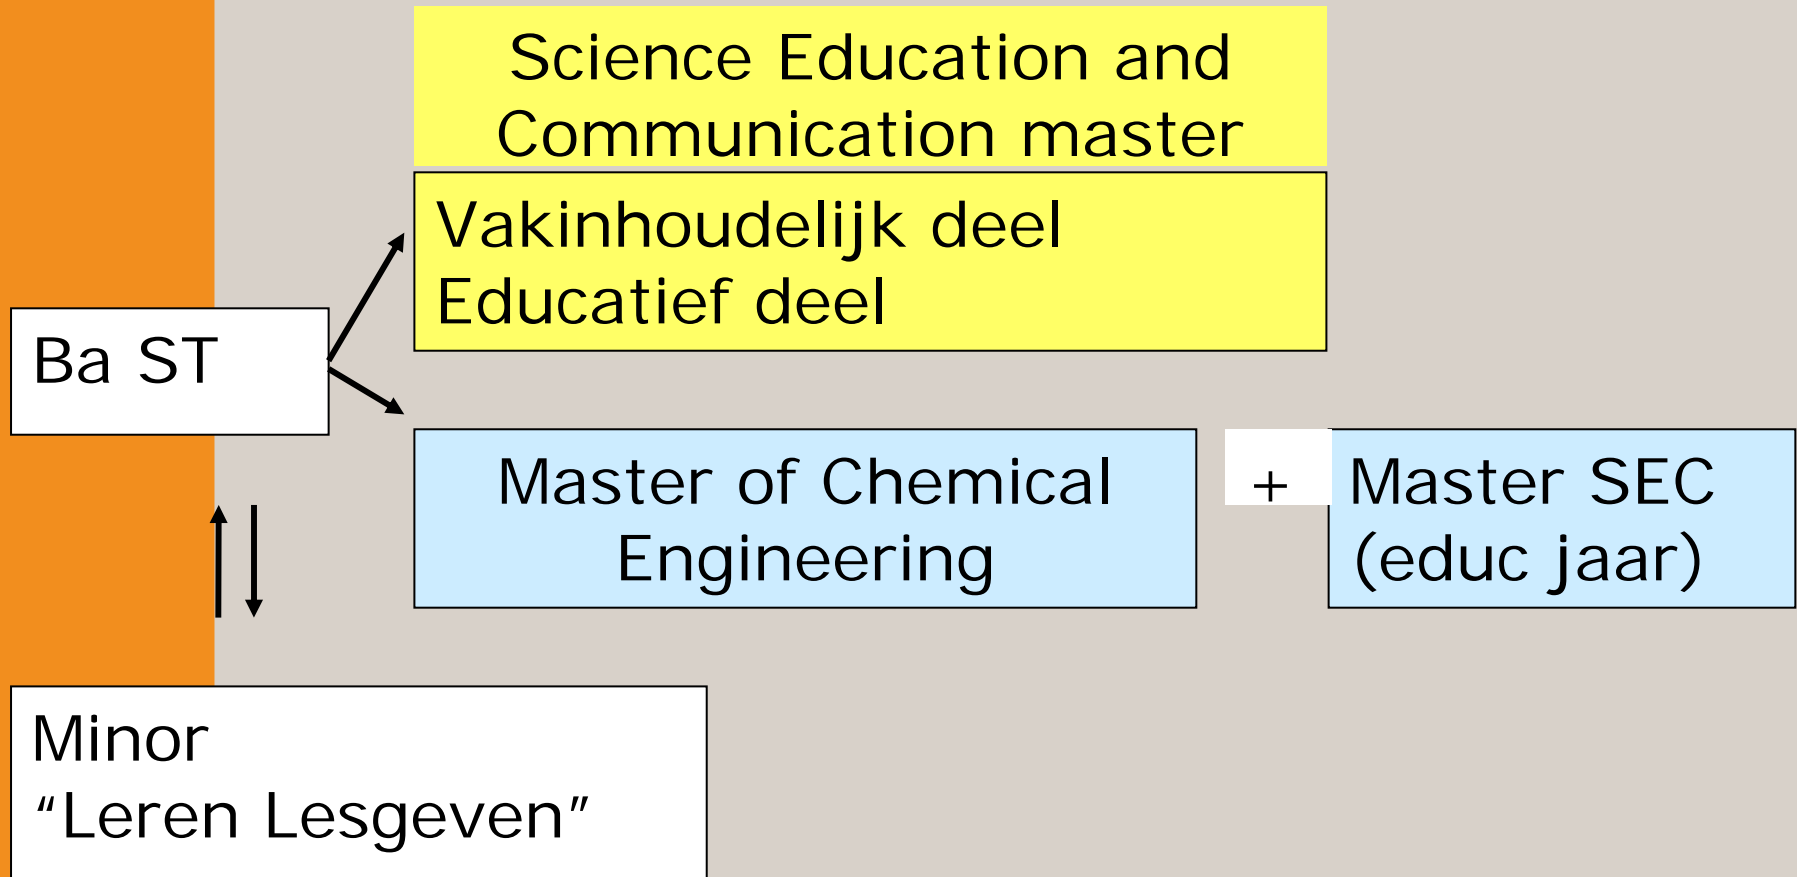 Science Education and
Communication master
Vakinhoudelijk deel
Educatief deel
Ba ST
Master of Chemical
Engineering
+
Master SEC
(educ jaar)
Minor
“Leren Lesgeven”